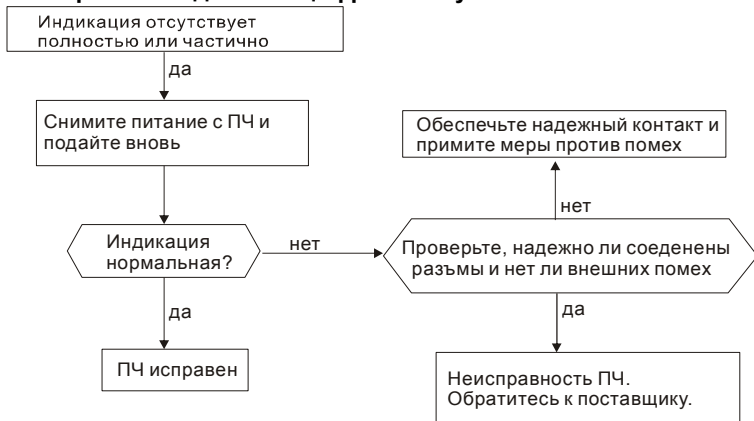 Индикация отсутствует
полностью или частично
да
Снимите питание с ПЧ и
подайте вновь
Индикация
нормальная?
нет
да
ПЧ исправен
Обеспечьте надежный контакт и
примите меры против помех
нет
Проверьте, надежно ли соеденены
разъмы и нет ли внешних помех
да
Неисправность ПЧ.
Обратитесь к поставщику.